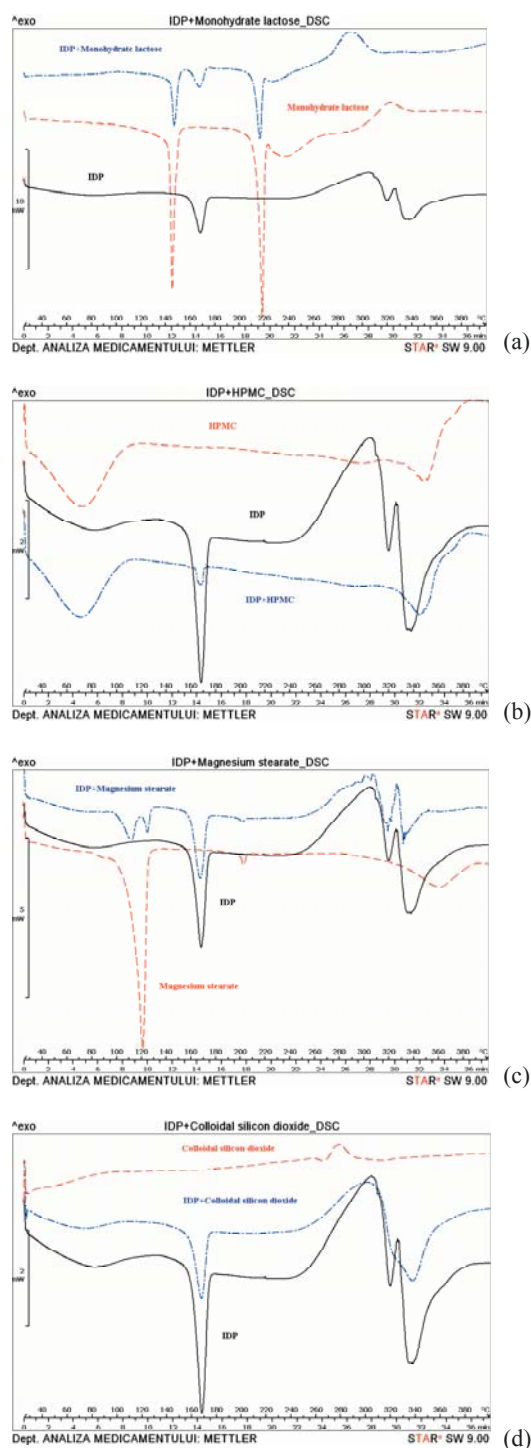 IDP+Monohydrate lactose_DSC
^exo
IDP+Monohydrate lactose
Monohydrate lactose
IDP
10
mW
40 60 80 100 120 140 160 180 200 220 240 260 280 300 320 340 360 °C
0 2 4 6 8 10 12 14 16 18 20 22 24 26 28 30 32 34 36 min
Dept. ANALIZA MEDICAMENTULUI: METTLER STARe SW 9.00
(a)
^exo IDP+HPMC_DSC
HPMC
IDP
2
mW
IDP+HPMC
40 60 80 100 120 140 160 180 200 220 240 260 280 300 320 340 360 °C
0 2 4 6 8 10 12 14 16 18 20 22 24 26 28 30 32 34 36 min
Dept. ANALIZA MEDICAMENTULUI: METTLER STARe SW 9.00
(b)
^exo IDP+Magnesium stearate_DSC
IDP+Magnesium stearate
IDP
5
mW
Magnesium stearate
40 60 80 100 120 140 160 180 200 220 240 260 280 300 320 340 360 °C
0 2 4 6 8 10 12 14 16 18 20 22 24 26 28 30 32 34 36 min
Dept. ANALIZA MEDICAMENTULUI: METTLER STARe SW 9.00
(c)
^exo IDP+Colloidal silicon dioxide_DSC
Colloidal silicon dioxide
IDP+Colloidal silicon dioxide
2
mW
IDP
40 60 80 100 120 140 160 180 200 220 240 260 280 300 320 340 360 °C
0 2 4 6 8 10 12 14 16 18 20 22 24 26 28 30 32 34 36 min
Dept. ANALIZA MEDICAMENTULUI: METTLER STARe SW 9.00
(d)